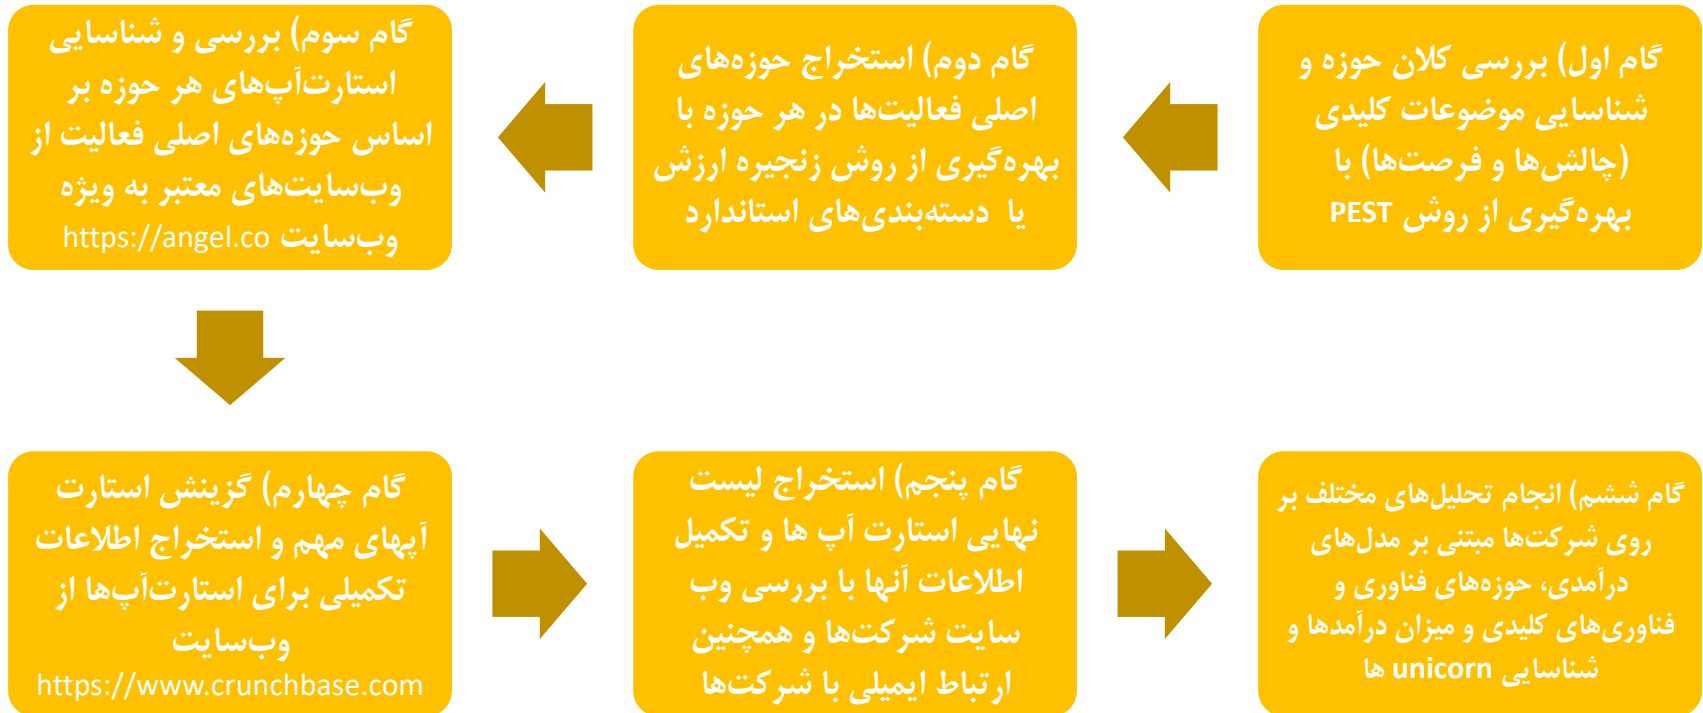 گام اول) بررسی کلان حوزه و
شناسایی موضوعات کلیدی
(چالش‌ها و فرصت‌ها) با
بهره‌گیری از روش PEST
گام دوم) استخراج حوزه‌های
اصلی فعالیت‌ها در هر حوزه با
بهره‌گیری از روش زنجیره ارزش
یا دسته‌بندی‌های استاندارد
گام سوم) بررسی و شناسایی
استارت‌آپ‌های هر حوزه بر
اساس حوزه‌های اصلی فعالیت از
وب‌سایت‌های معتبر به ویژه
وب‌سایت https://angel.co
گام چهارم) گزینش استارت
آپهای مهم و استخراج اطلاعات
تکمیلی برای استارت‌آپ‌ها از
وب‌سایت
https://www.crunchbase.com
گام پنجم) استخراج لیست
نهایی استارت آپ ها و تکمیل
اطلاعات آنها با بررسی وب
سایت شرکت‌ها و همچنین
ارتباط ایمیلی با شرکت‌ها
گام ششم) انجام تحلیل‌های مختلف بر
روی شرکت‌ها مبتنی بر مدل‌های
درآمدی، حوزه‌های فناوری و
فناوری‌های کلیدی و میزان درآمدها و
شناسایی unicorn ها